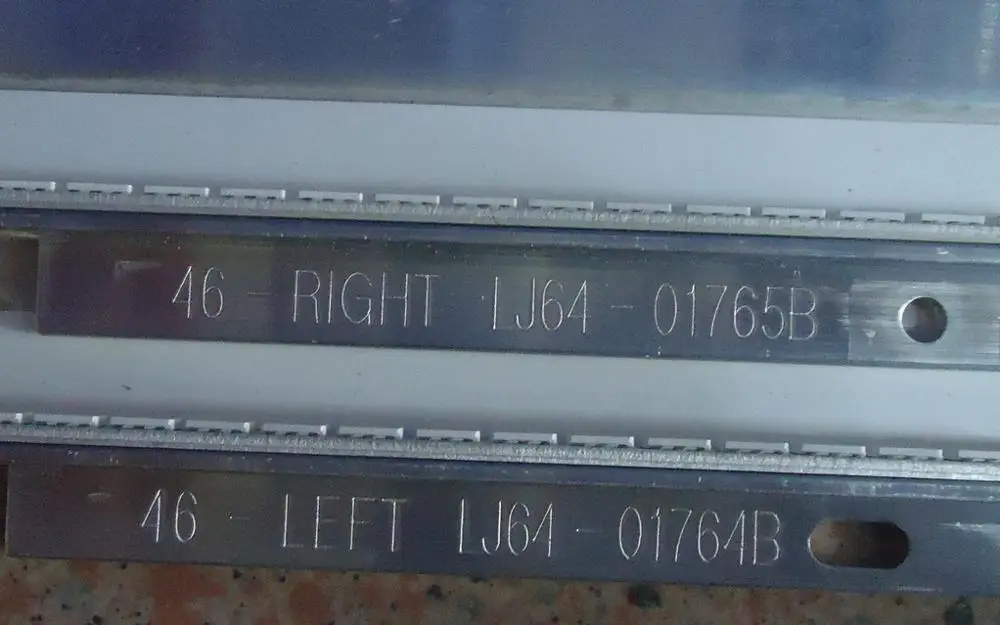 46 - RIGHT LJ64 - 01765B
46 - LEFT LJ64 - 01764B